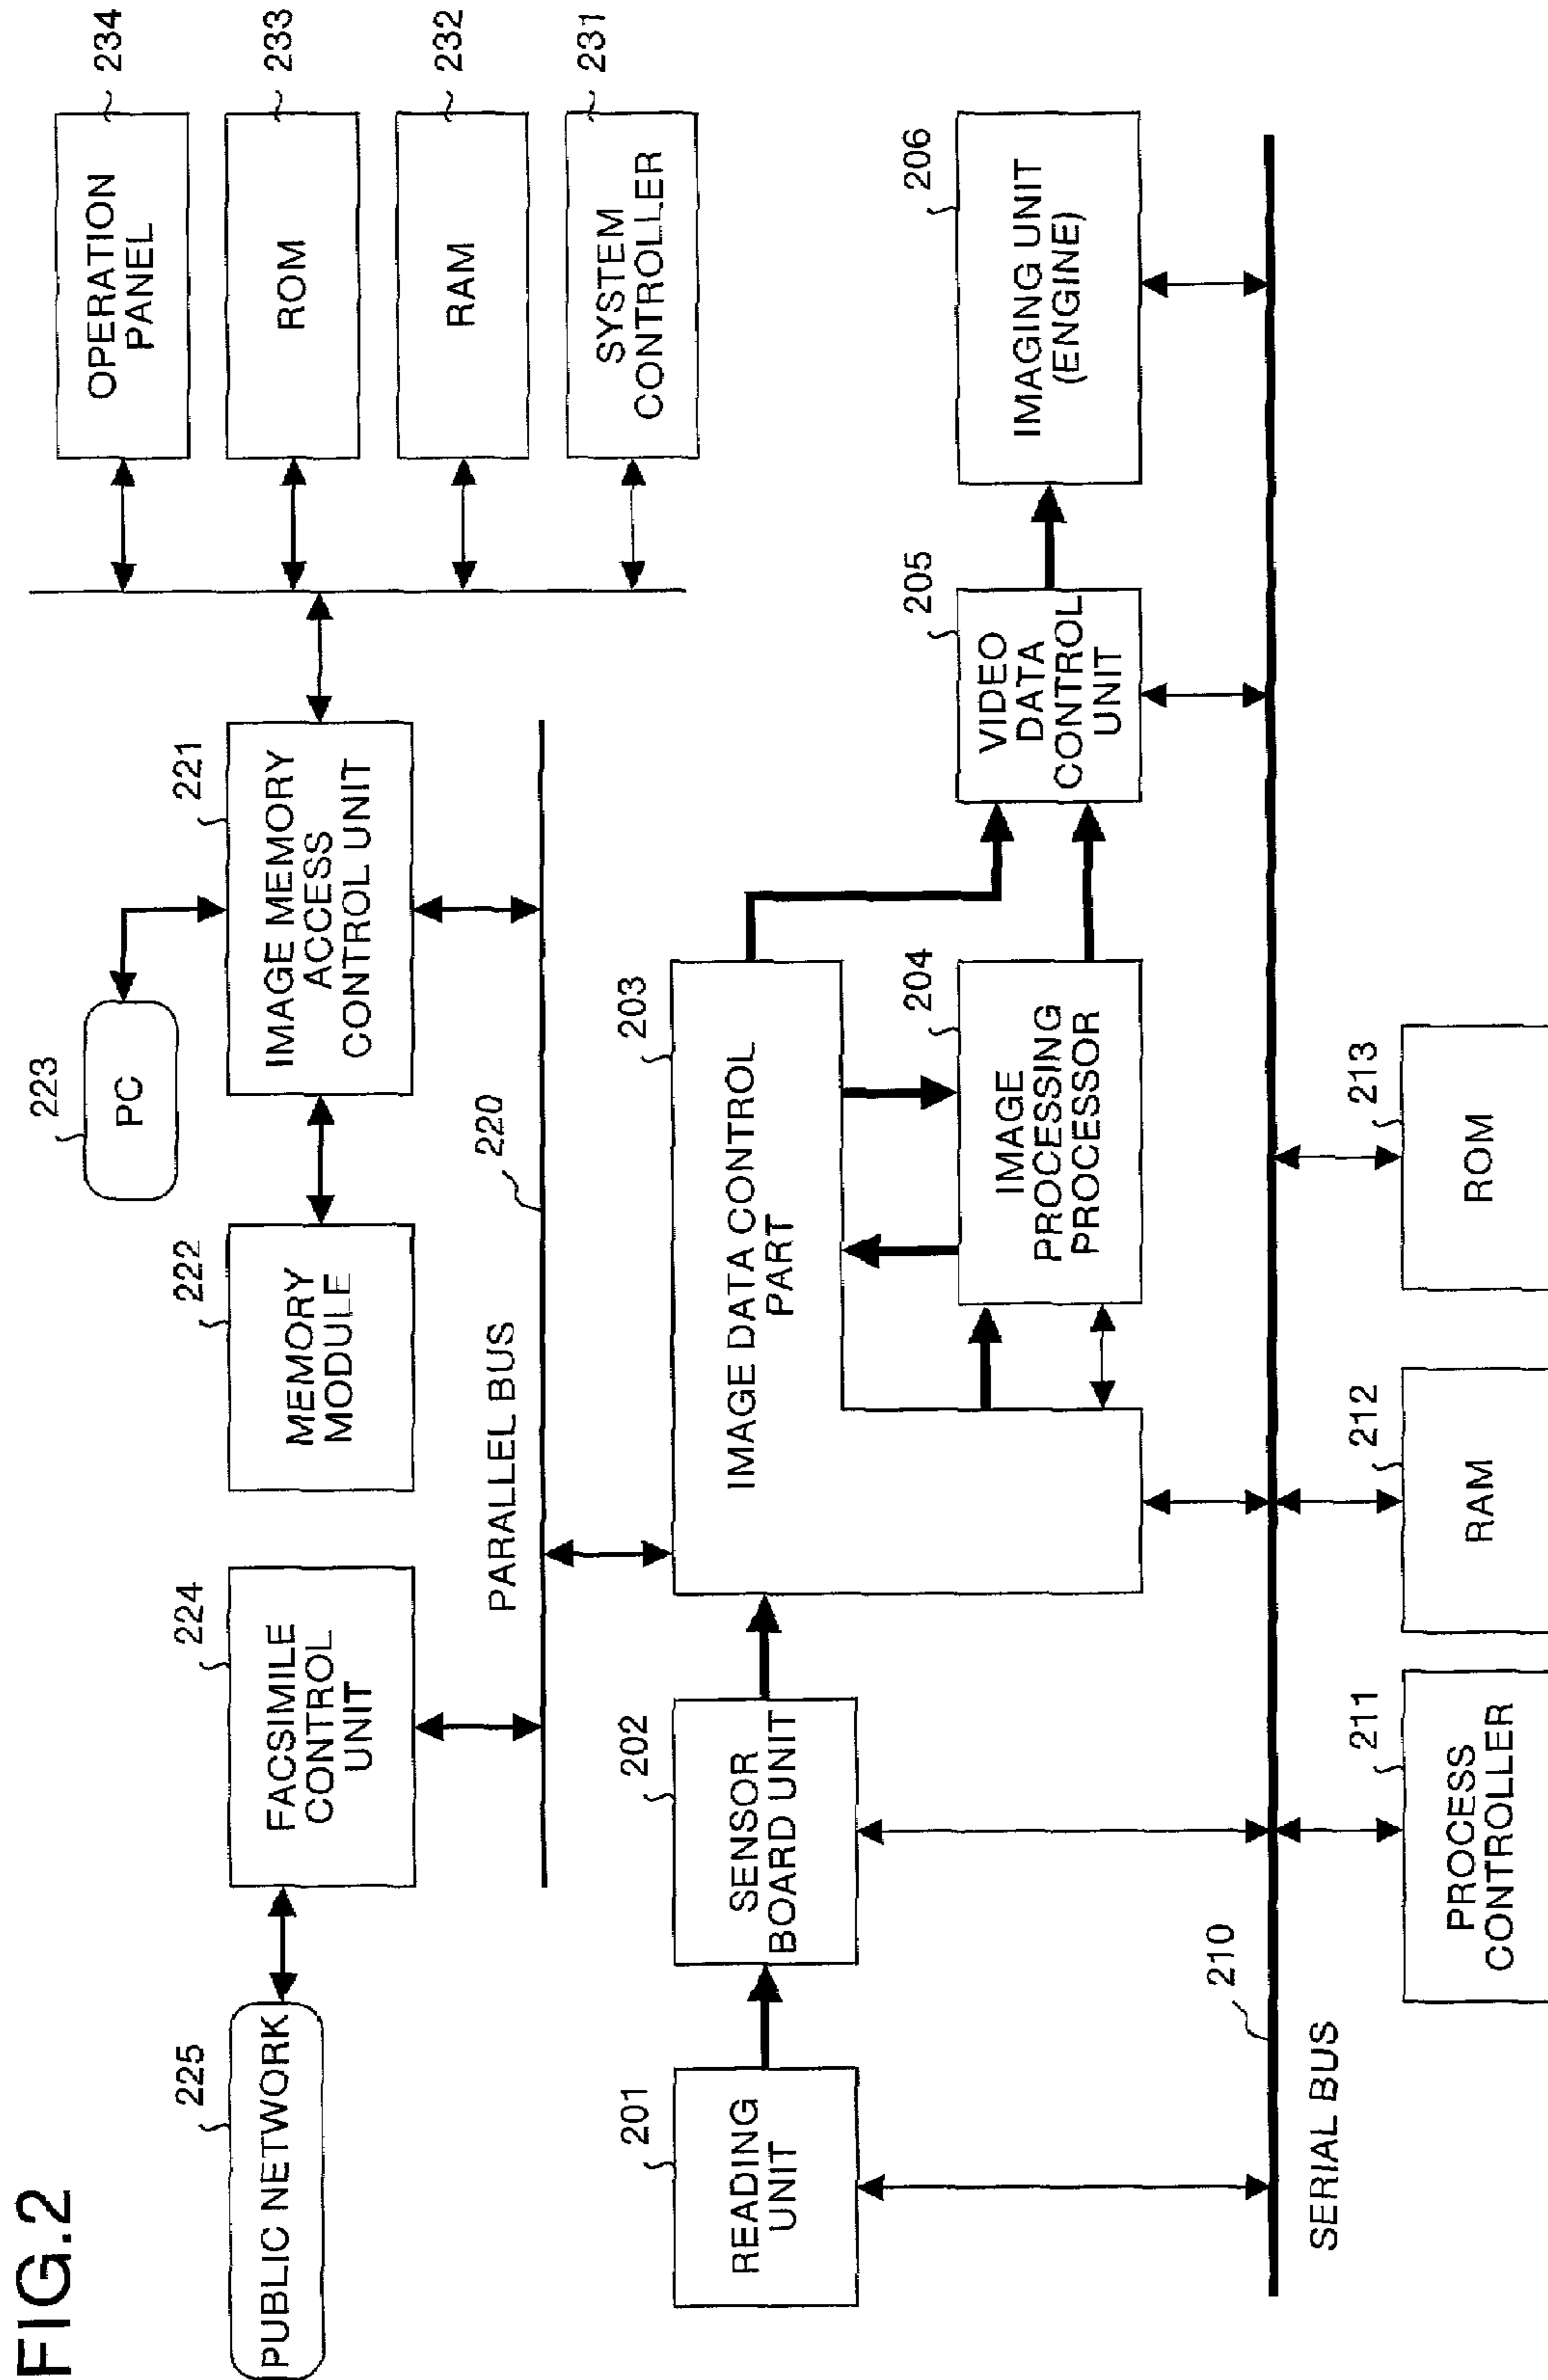 FIG.2
225
PUBLIC NETWORK
224
FACSIMILE
CONTROL
UNIT
222
MEMORY
MODULE
223
PC
221
IMAGE MEMORY
ACCESS
CONTROL UNIT
234
OPERATION
PANEL
233
ROM
232
RAM
231
SYSTEM
CONTROLLER
PARALLEL BUS
220
201
READING
UNIT
202
SENSOR
BOARD UNIT
203
IMAGE DATA CONTROL
PART
204
IMAGE
PROCESSING
PROCESSOR
205
VIDEO
DATA
CONTROL
UNIT
206
IMAGING UNIT
(ENGINE)
210
SERIAL BUS
211
PROCESS
CONTROLLER
212
RAM
213
ROM